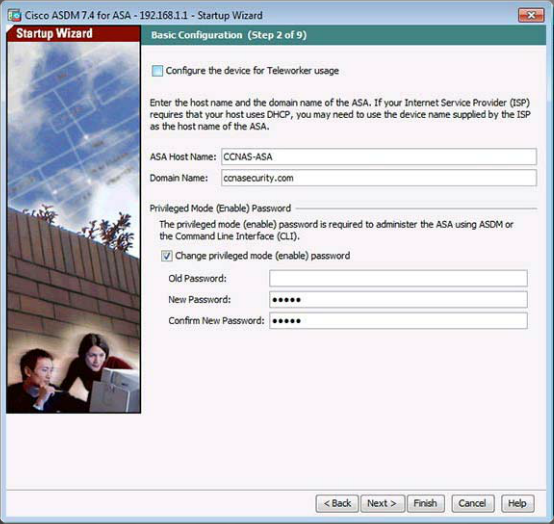 Cisco ASDM 7.4 for ASA - 192.168.1.1 - Startup Wizard
Startup Wizard
Basic Configuration (Step 2 of 9)
Configure the device for Teleworker usage
Enter the host name and the domain name of the ASA. If your Internet Service Provider (ISP)
requires that your host uses DHCP, you may need to use the device name supplied by the ISP
as the host name of the ASA.
ASA Host Name: CCNAS-ASA
Domain Name: ccnasecurity.com
Privileged Mode (Enable) Password
The privileged mode (enable) password is required to administer the ASA using ASDM or
the Command Line Interface (CLI).
Change privileged mode (enable) password
Old Password:
New Password: •••••
Confirm New Password: •••••
< Back Next > Finish Cancel Help